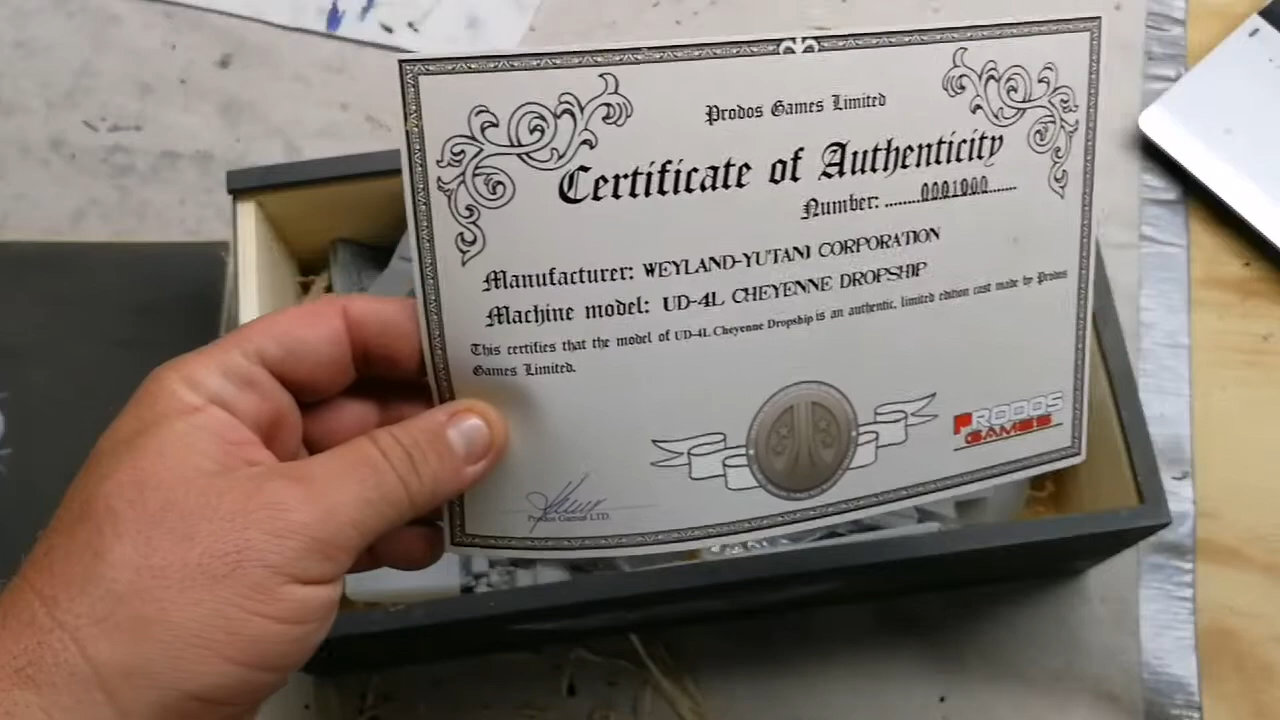 Prodos Games Limited
Certificate of Authenticity
Number: ........0001000.......
Manufacturer: WEYLAND-YUTANI CORPORATION
Machine model: UD-4L CHEYENNE DROPSHIP
This certifies that the model of UD-4L Cheyenne Dropship is an authentic, limited edition cast made by Prodos
Games Limited.
PRODOS
GAMES
Prodos Games LTD.